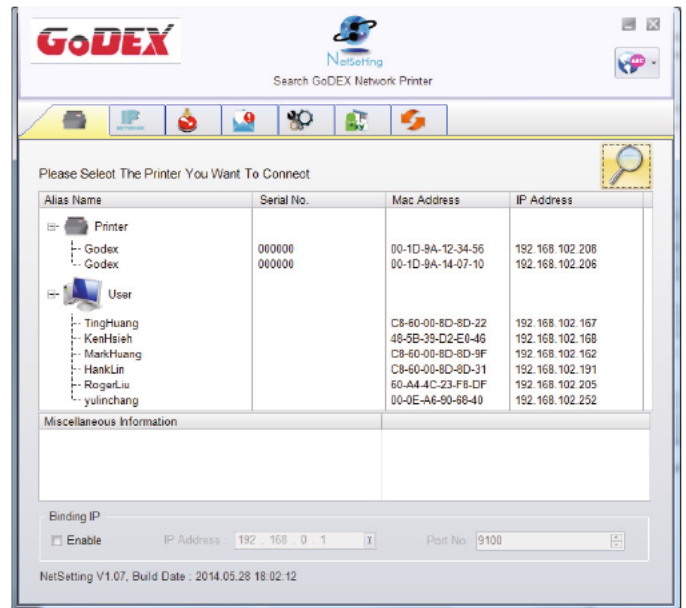 GODEX
NetSetting
Search GoDEX Network Printer
Please Select The Printer You Want To Connect
Alias Name Serial No. Mac Address IP Address
Printer
Godex 000000 00-1D-9A-12-34-56 192.168.102.208
Godex 000000 00-1D-9A-14-07-10 192.168.102.206
User
TingHuang C8-60-00-8D-8D-22 192.168.102.167
KenHsieh 48-5B-39-D2-E0-46 192.168.102.168
MarkHuang C8-60-00-8D-8D-9F 192.168.102.162
HankLin C8-60-00-8D-8D-31 192.168.102.191
RogerLiu 60-A4-4C-23-F8-DF 192.168.102.205
yulinchang 00-0E-A6-90-68-40 192.168.102.252
Miscellaneous Information
Binding IP
Enable IP Address : 192 . 168 . 0 . 1 Port No: 9100
NetSetting V1.07, Build Date : 2014.05.28 18:02:12